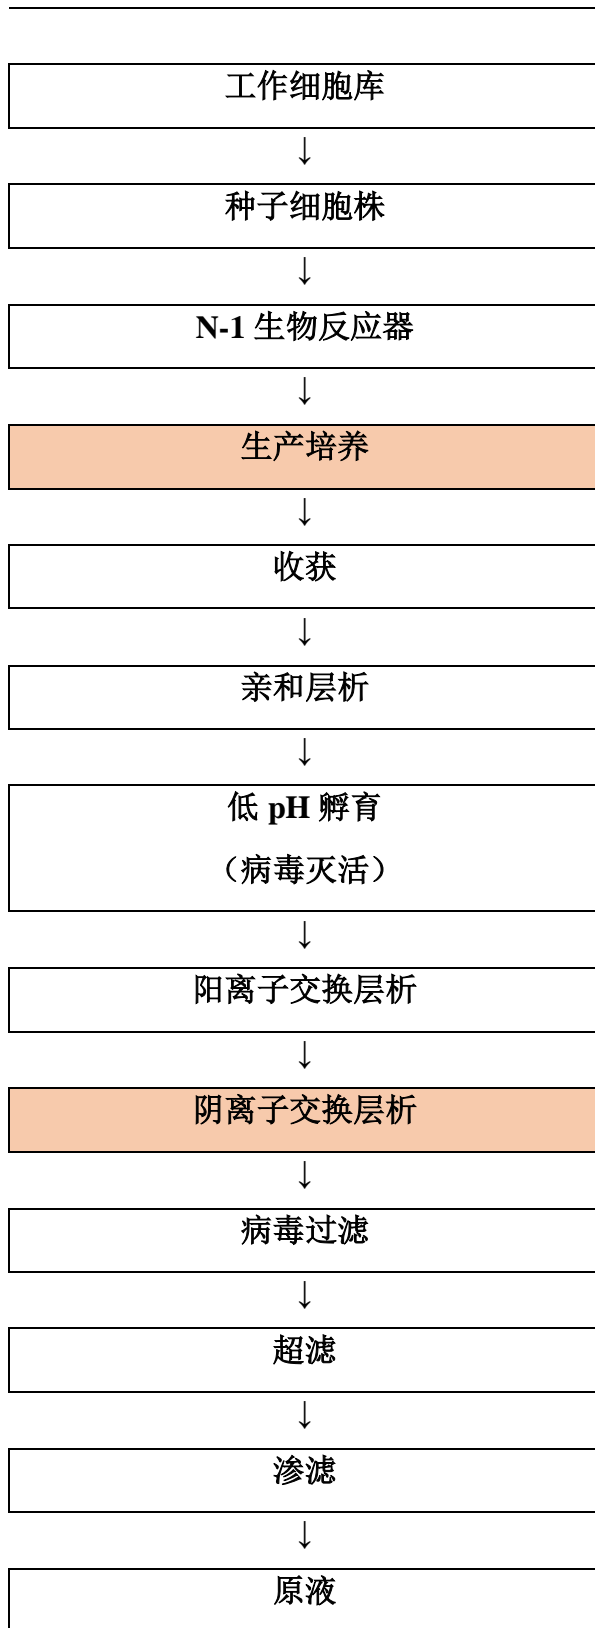 工作细胞库
↓
种子细胞株
↓
N-1 生物反应器
↓
生产培养
↓
收获
↓
亲和层析
↓
低 pH 孵育
（病毒灭活）
↓
阳离子交换层析
↓
阴离子交换层析
↓
病毒过滤
↓
超滤
↓
渗滤
↓
原液